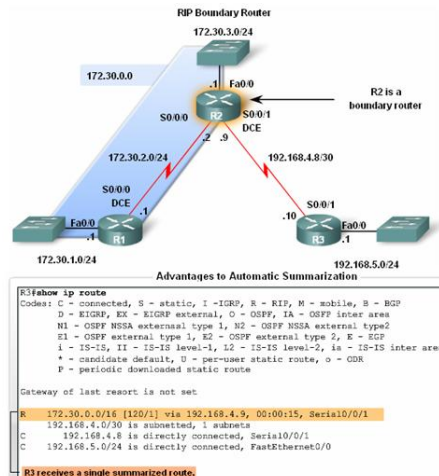 RIP Boundary Router
172.30.3.0/24
172.30.0.0
.1
Fa0/0
R2 is a
boundary router
R2
S0/0/0
S0/0/1
DCE
.2
.9
172.30.2.0/24
192.168.4.8/30
S0/0/0
DCE
.1
S0/0/1
.10
Fa0/0
.1
R1
R3
Fa0/0
.1
172.30.1.0/24
192.168.5.0/24
Advantages to Automatic Summarization
R3#show ip route
Codes: C - connected, S - static, I -IGRP, R - RIP, M - mobile, B - BGP
D - EIGRP, EX - EIGRP external, O - OSPF, IA - OSPF inter area
N1 - OSPF NSSA externaal type 1, N2 - OSPF NSSA external type2
E1 - OSPF external type 1, E2 - OSPF external type 2, E - EGP
i - IS-IS, II - IS-IS level-1, L2 - IS-IS level-2, ia - IS-IS inter area
* - candidate default, U - per-user static route, o - ODR
P - periodic downloaded static route
Gateway of last resort is not set
R 172.30.0.0/16 [120/1] via 192.168.4.9, 00:00:15, Serial0/0/1
192.168.4.0/30 is subnetted, 1 subnets
C 192.168.4.8 is directly connected, Serial0/0/1
C 192.168.5.0/24 is directly connected, FastEthernet0/0
R3 receives a single summarized route.